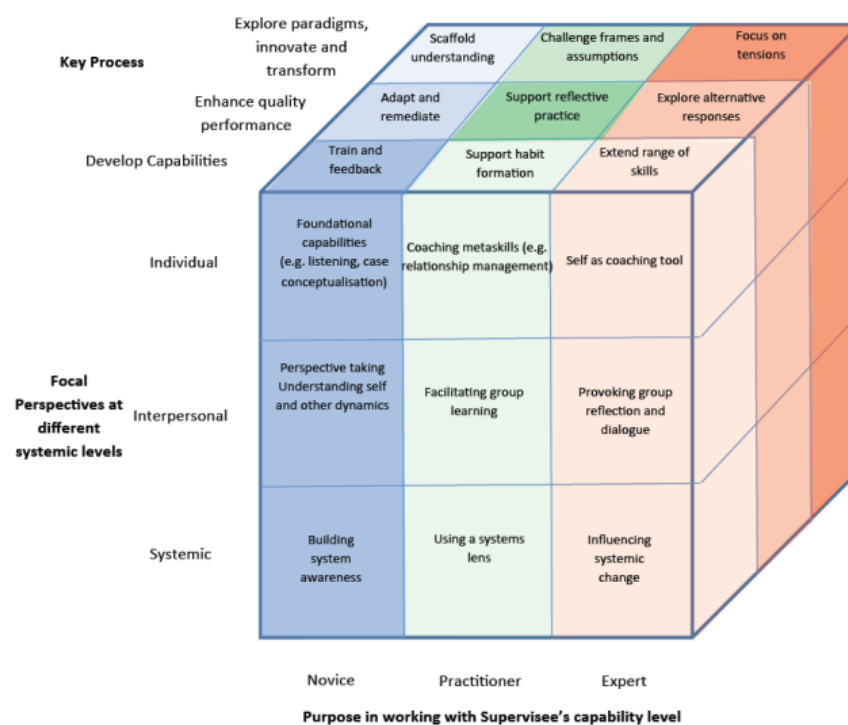 Explore paradigms,
innovate and
transform
Key Process
Scaffold
understanding
Challenge frames and
assumptions
Focus on
tensions
Enhance quality
performance
Adapt and
remediate
Support reflective
practice
Explore alternative
responses
Develop Capabilities
Train and
feedback
Support habit
formation
Extend range of
skills
Individual
Foundational
capabilities
(e.g. listening, case
conceptualisation)
Coaching metaskills (e.g.
relationship management)
Self as coaching tool
Focal
Perspectives at
different
systemic levels
Interpersonal
Perspective taking
Understanding self
and other dynamics
Facilitating group
learning
Provoking group
reflection and
dialogue
Systemic
Building
system
awareness
Using a systems
lens
Influencing
systemic
change
Novice
Practitioner
Expert
Purpose in working with Supervisee's capability level